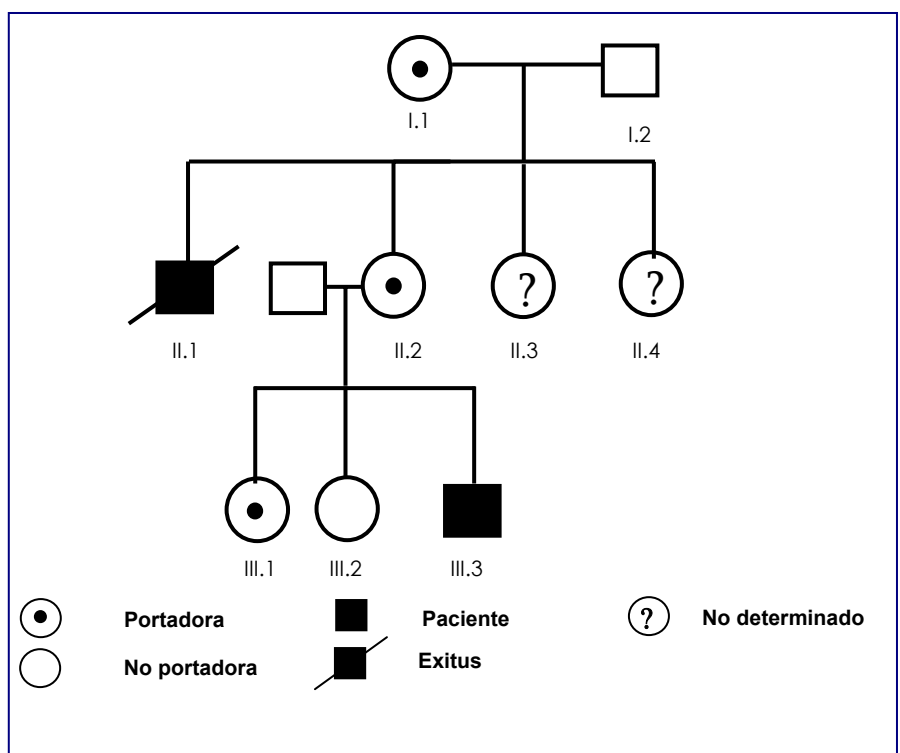 I.1
I.2
?
?
II.1
II.2
II.3
II.4
III.1
III.2
III.3
Portadora
Paciente
?
No determinado
No portadora
Exitus